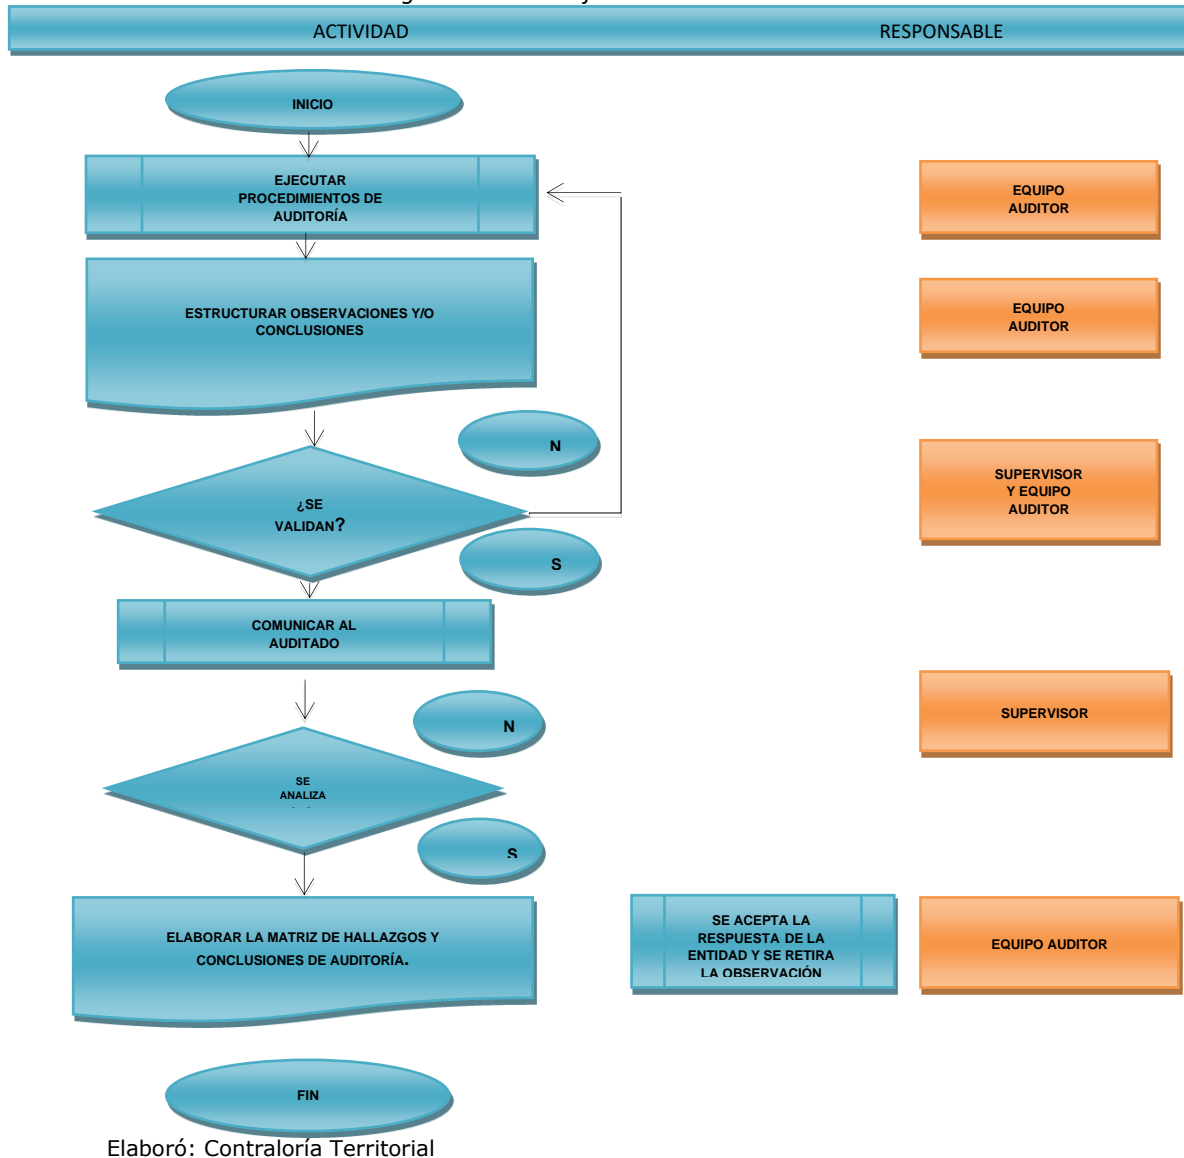 ACTIVIDAD RESPONSABLE
INICIO
EJECUTAR
PROCEDIMIENTOS DE
AUDITORÍA
EQUIPO
AUDITOR
ESTRUCTURAR OBSERVACIONES Y/O
CONCLUSIONES
EQUIPO
AUDITOR
N
¿SE
VALIDAN?
SUPERVISOR
Y EQUIPO
AUDITOR
S
COMUNICAR AL
AUDITADO
SUPERVISOR
N
SE
ANALIZA
S
ELABORAR LA MATRIZ DE HALLAZGOS Y
CONCLUSIONES DE AUDITORÍA.
SE ACEPTA LA
RESPUESTA DE LA
ENTIDAD Y SE RETIRA
LA OBSERVACIÓN
EQUIPO AUDITOR
FIN
Elaboró: Contraloría Territorial